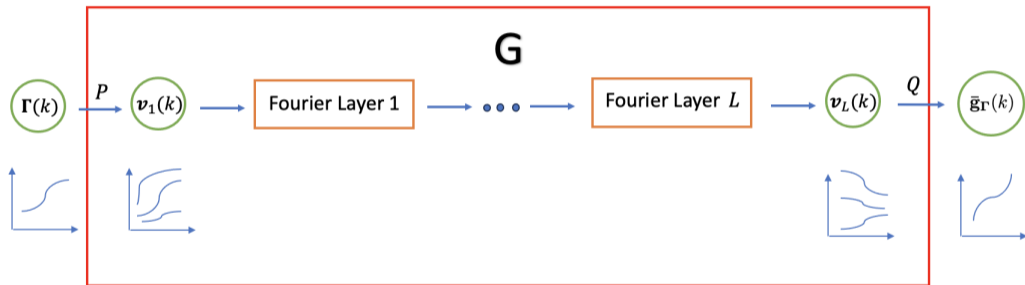 G
Γ(k)
P
v₁(k)
Fourier Layer 1
Fourier Layer L
v_L(k)
Q
ḡ_Γ(k)